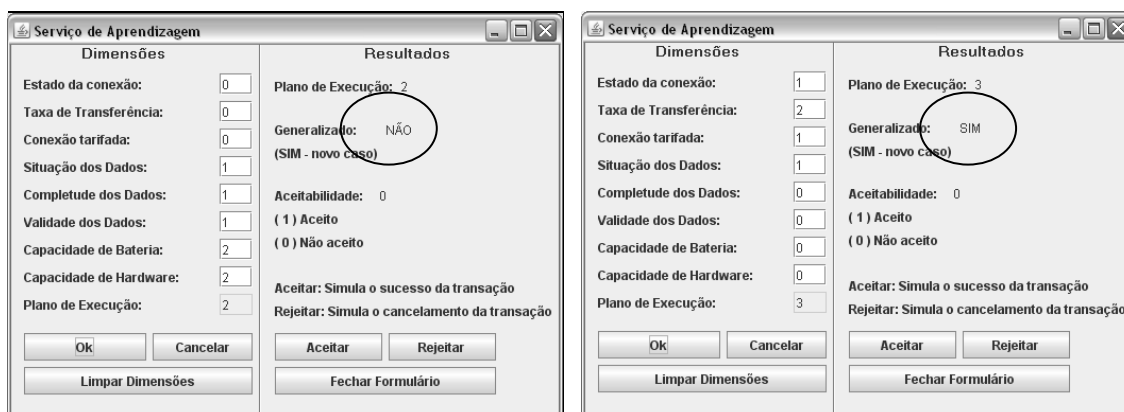 Serviço de Aprendizagem
Dimensões
Estado da conexão: 0
Taxa de Transferência: 0
Conexão tarifada: 0
Situação dos Dados: 1
Completude dos Dados: 1
Validade dos Dados: 1
Capacidade de Bateria: 2
Capacidade de Hardware: 2
Plano de Execução: 2
Ok Cancelar
Limpar Dimensões
Resultados
Plano de Execução: 2
Generalizado: NÃO
(SIM - novo caso)
Aceitabilidade: 0
( 1 ) Aceito
( 0 ) Não aceito
Aceitar: Simula o sucesso da transação
Rejeitar: Simula o cancelamento da transação
Aceitar Rejeitar
Fechar Formulário
Serviço de Aprendizagem
Dimensões
Estado da conexão: 1
Taxa de Transferência: 2
Conexão tarifada: 1
Situação dos Dados: 1
Completude dos Dados: 0
Validade dos Dados: 0
Capacidade de Bateria: 0
Capacidade de Hardware: 0
Plano de Execução: 3
Ok Cancelar
Limpar Dimensões
Resultados
Plano de Execução: 3
Generalizado: SIM
(SIM - novo caso)
Aceitabilidade: 0
( 1 ) Aceito
( 0 ) Não aceito
Aceitar: Simula o sucesso da transação
Rejeitar: Simula o cancelamento da transação
Aceitar Rejeitar
Fechar Formulário